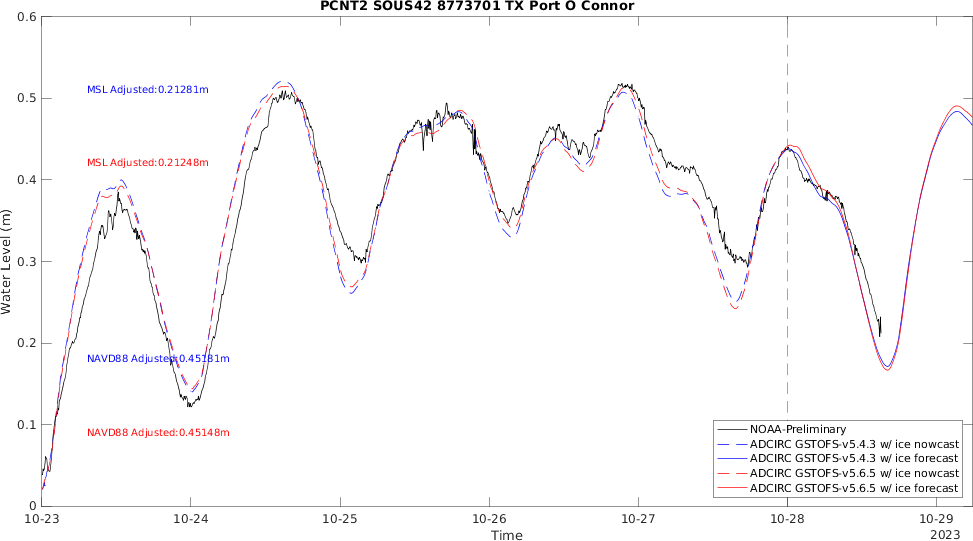 PCNT2 SOUS42 8773701 TX Port O Connor
0.6
0.5
0.4
0.3
0.2
0.1
0
Water Level (m)
MSL Adjusted:0.21281m
MSL Adjusted:0.21248m
NAVD88 Adjusted:0.45181m
NAVD88 Adjusted:0.45148m
NOAA-Preliminary
ADCIRC GSTOFS-v5.4.3 w/ ice nowcast
ADCIRC GSTOFS-v5.4.3 w/ ice forecast
ADCIRC GSTOFS-v5.6.5 w/ ice nowcast
ADCIRC GSTOFS-v5.6.5 w/ ice forecast
10-23 10-24 10-25 10-26 10-27 10-28 10-29
Time
2023